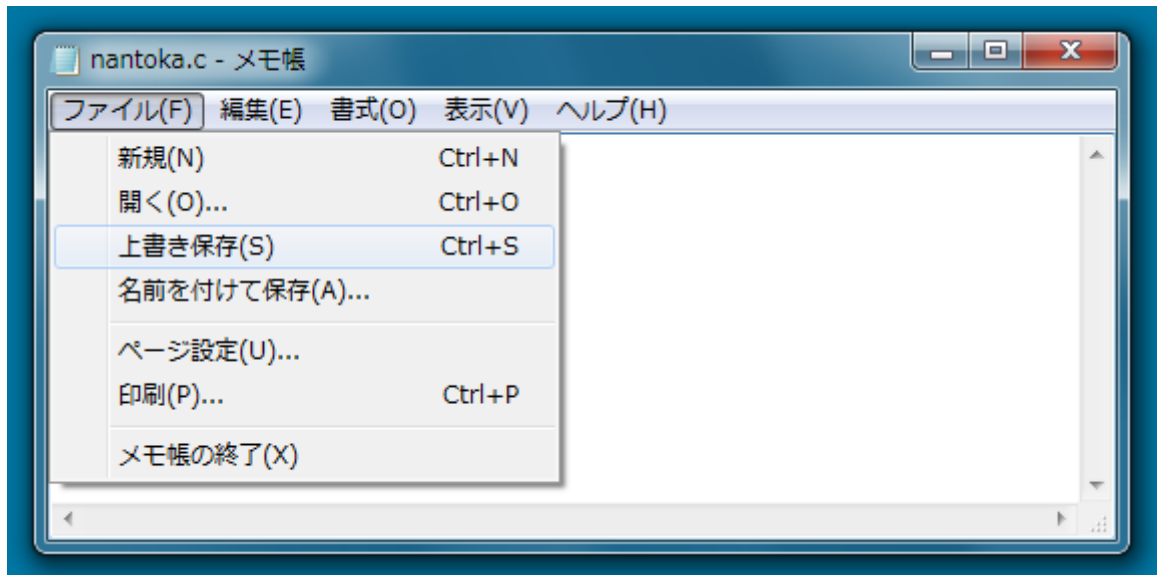 nantoka.c - メモ帳
ファイル(F) 編集(E) 書式(O) 表示(V) ヘルプ(H)
新規(N) Ctrl+N
開く(O)... Ctrl+O
上書き保存(S) Ctrl+S
名前を付けて保存(A)...
ページ設定(U)...
印刷(P)... Ctrl+P
メモ帳の終了(X)